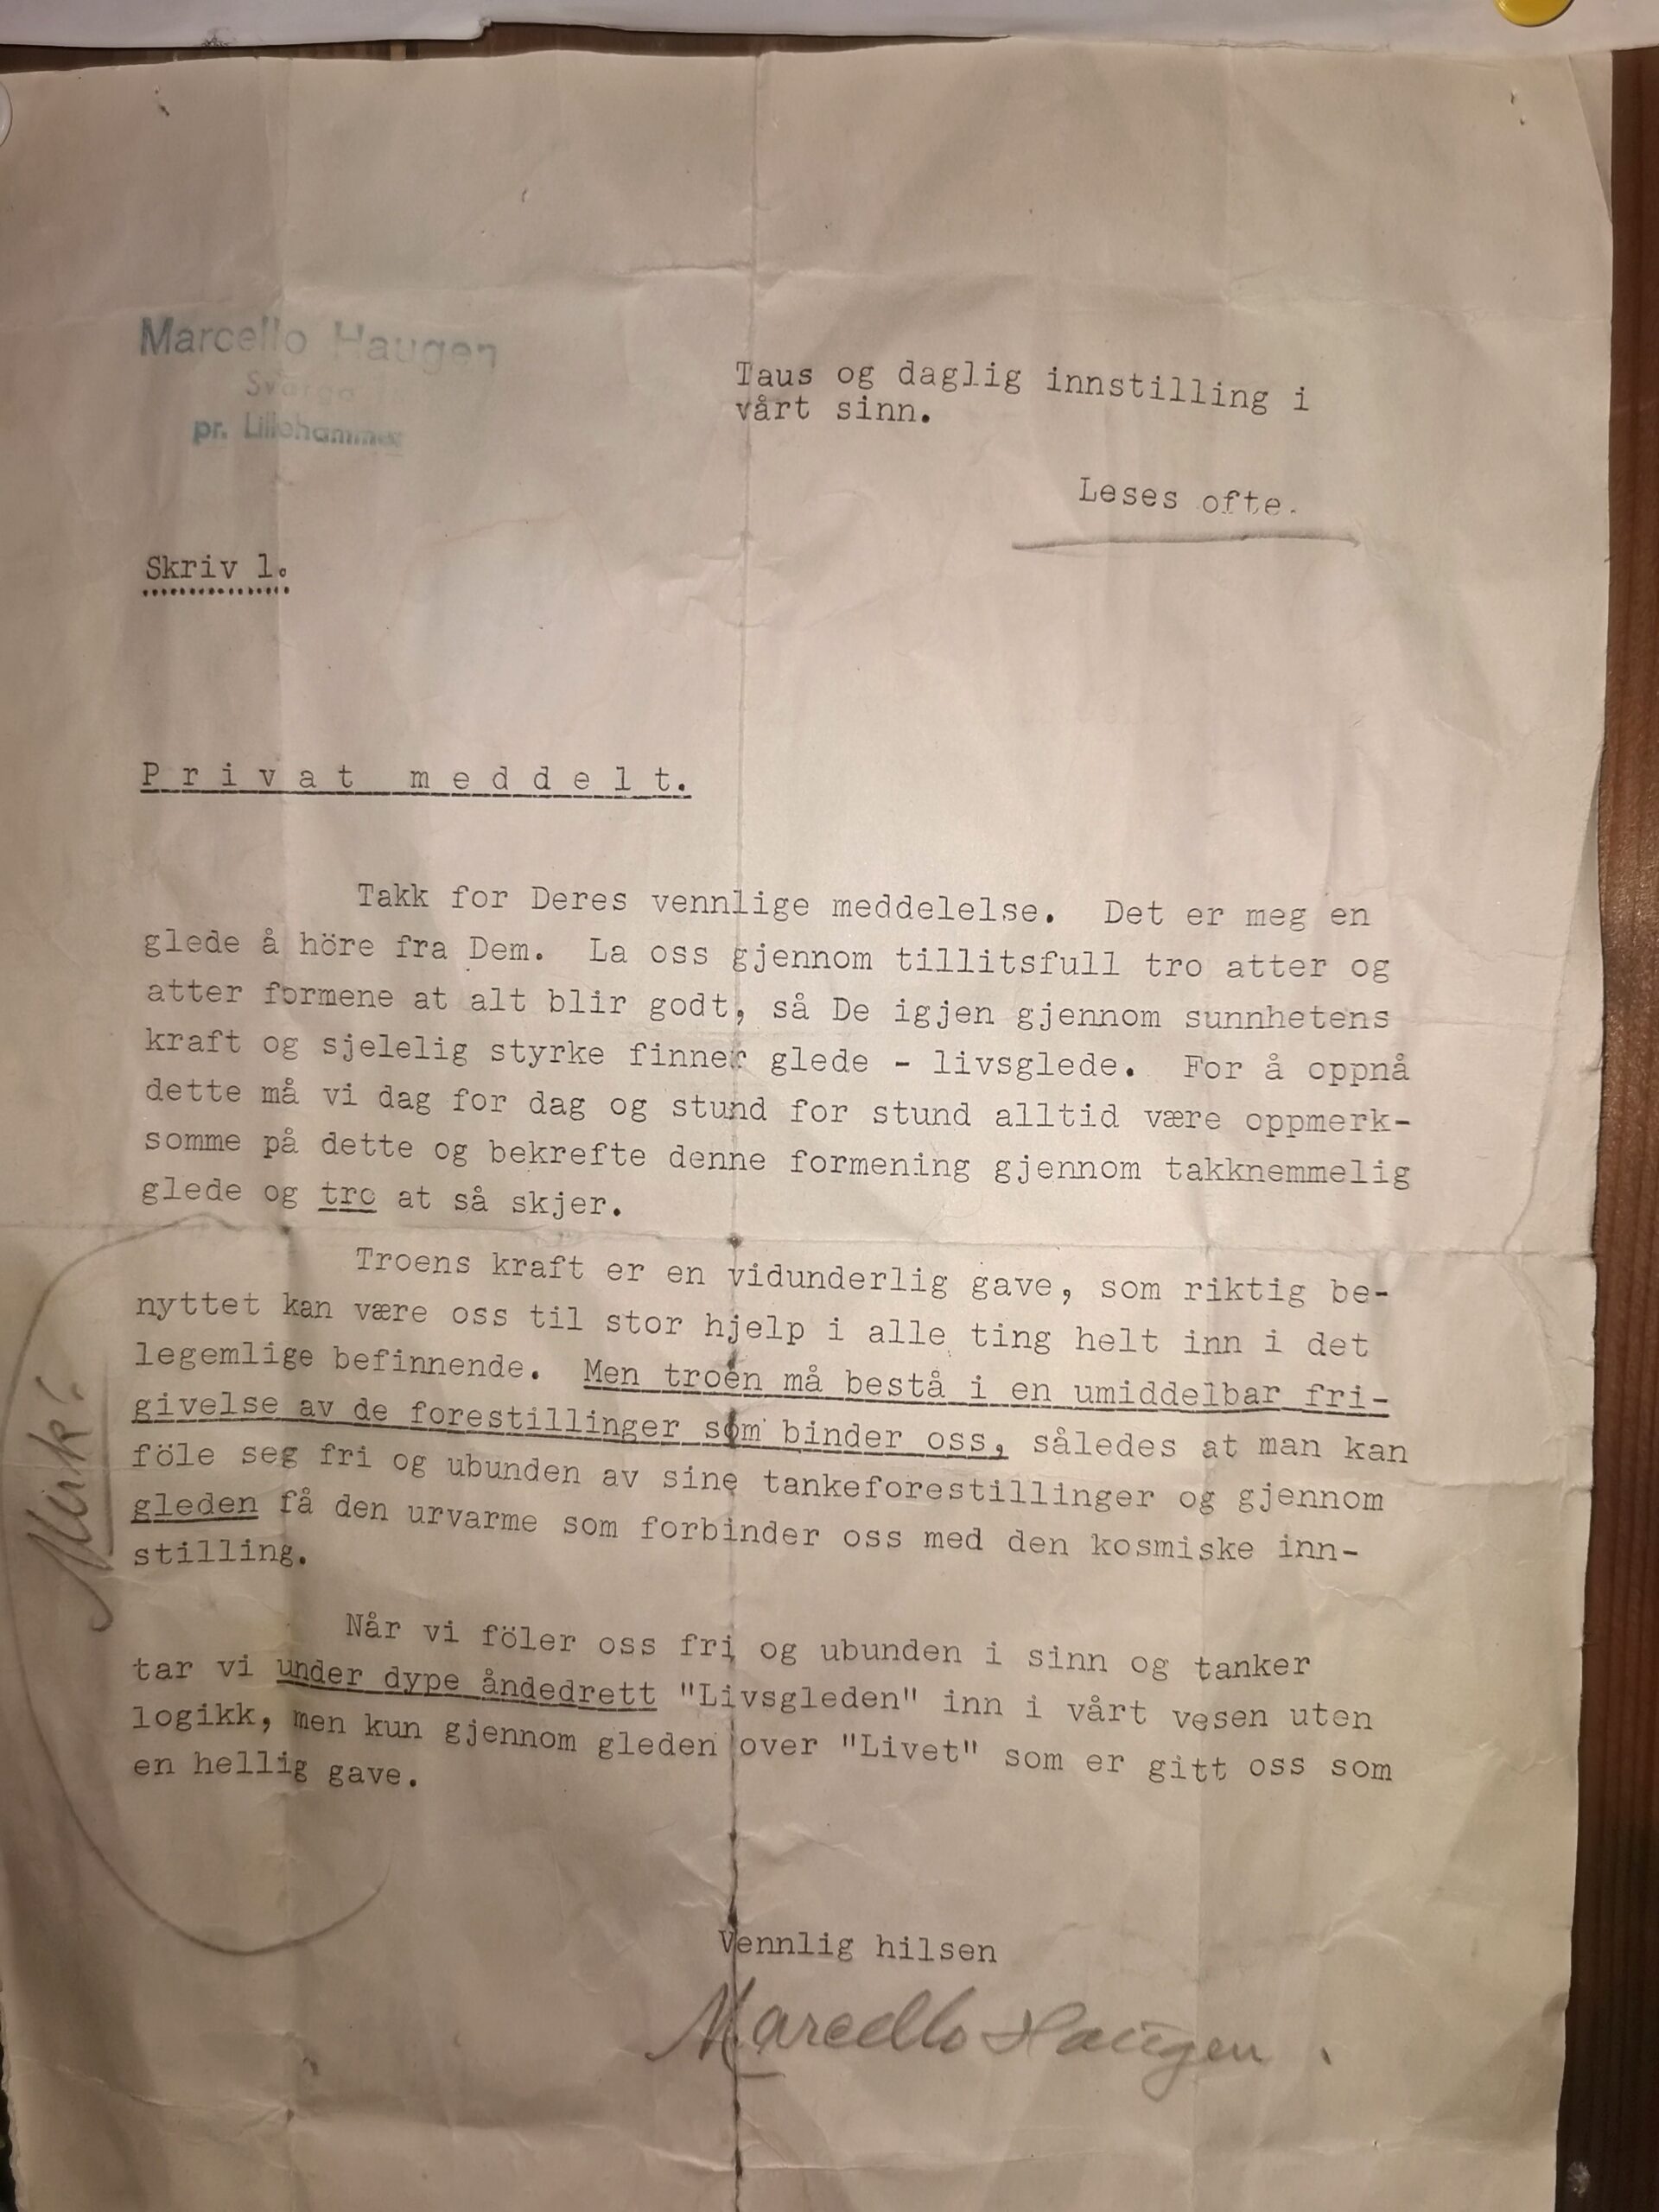 Marcello Haugen
Svarga
pr. Lillehammer
Taus og daglig innstilling i
vårt sinn.
Leses ofte.
Skriv 1.
Privat meddelt.
Takk for Deres vennlige meddelelse. Det er meg en
glede å höre fra Dem. La oss gjennom tillitsfull tro atter og
atter formene at alt blir godt, så De igjen gjennom sunnhetens
kraft og sjelelig styrke finner glede - livsglede. For å oppnå
dette må vi dag for dag og stund for stund alltid være oppmerk-
somme på dette og bekrefte denne formening gjennom takknemmelig
glede og tro at så skjer.
Troens kraft er en vidunderlig gave, som riktig be-
nyttet kan være oss til stor hjelp i alle ting helt inn i det
legemlige befinnende. Men troen må bestå i en umiddelbar fri-
givelse av de forestillinger som binder oss, således at man kan
föle seg fri og ubunden av sine tankeforestillinger og gjennom
gleden få den urvarme som forbinder oss med den kosmiske inn-
stilling.
Merk!
Når vi föler oss fri og ubunden i sinn og tanker
tar vi under dype åndedrett "Livsgleden" inn i vårt vesen uten
logikk, men kun gjennom gleden over "Livet" som er gitt oss som
en hellig gave.
Vennlig hilsen
Marcello Haugen.